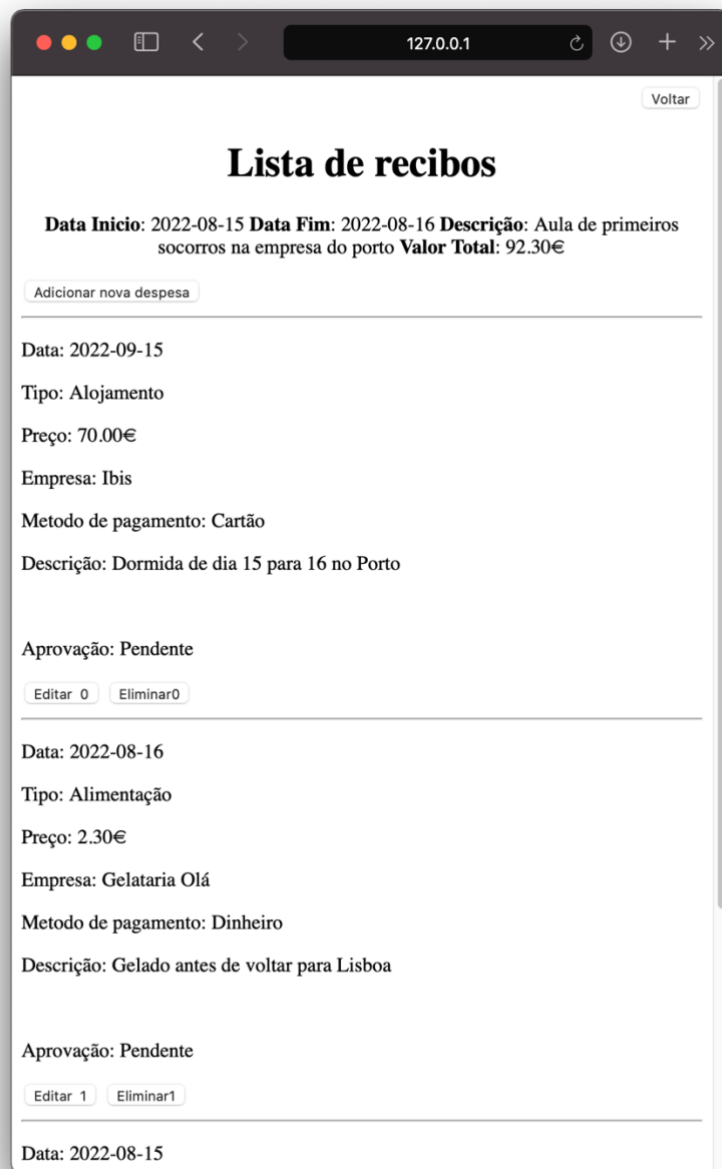 127.0.0.1
Voltar
Lista de recibos
Data Inicio: 2022-08-15 Data Fim: 2022-08-16 Descrição: Aula de primeiros
socorros na empresa do porto Valor Total: 92.30€
Adicionar nova despesa
Data: 2022-09-15
Tipo: Alojamento
Preço: 70.00€
Empresa: Ibis
Metodo de pagamento: Cartão
Descrição: Dormida de dia 15 para 16 no Porto
Aprovação: Pendente
Editar 0 Eliminar0
Data: 2022-08-16
Tipo: Alimentação
Preço: 2.30€
Empresa: Gelataria Olá
Metodo de pagamento: Dinheiro
Descrição: Gelado antes de voltar para Lisboa
Aprovação: Pendente
Editar 1 Eliminar1
Data: 2022-08-15